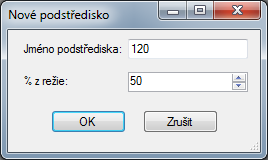 Nové podstředisko
Jméno podstřediska: 120
% z režie: 50
OK Zrušit